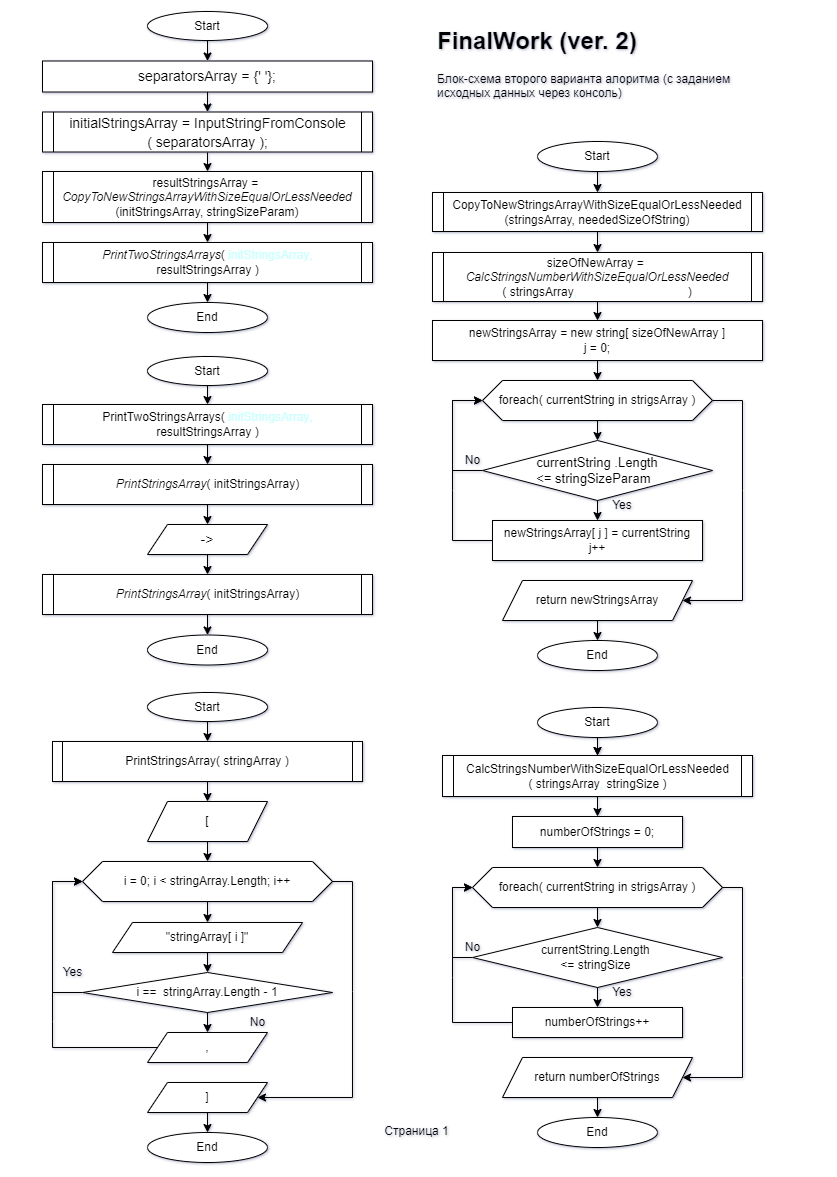 FinalWork (ver. 2)
Блок-схема второго варианта алоритма (с заданием
исходных данных через консоль)
Start
separatorsArray = {' '};
initialStringsArray = InputStringFromConsole
( separatorsArray );
resultStringsArray =
CopyToNewStringsArrayWithSizeEqualOrLessNeeded
(initStringsArray, stringSizeParam)
PrintTwoStringsArrays( initStringsArray,
resultStringsArray )
End
Start
PrintTwoStringsArrays( initStringsArray,
resultStringsArray )
PrintStringsArray( initStringsArray)
->
PrintStringsArray( initStringsArray)
End
Start
PrintStringsArray( stringArray )
[
i = 0; i < stringArray.Length; i++
"stringArray[ i ]"
Yes
i == stringArray.Length - 1
No
,
]
End
Start
CopyToNewStringsArrayWithSizeEqualOrLessNeeded
(stringsArray, neededSizeOfString)
sizeOfNewArray =
CalcStringsNumberWithSizeEqualOrLessNeeded
( stringsArray )
newStringsArray = new string[ sizeOfNewArray ]
j = 0;
foreach( currentString in strigsArray )
No
currentString .Length
<= stringSizeParam
Yes
newStringsArray[ j ] = currentString
j++
return newStringsArray
End
Start
CalcStringsNumberWithSizeEqualOrLessNeeded
( stringsArray stringSize )
numberOfStrings = 0;
foreach( currentString in strigsArray )
No
currentString.Length
<= stringSize
Yes
numberOfStrings++
return numberOfStrings
End
Страница 1